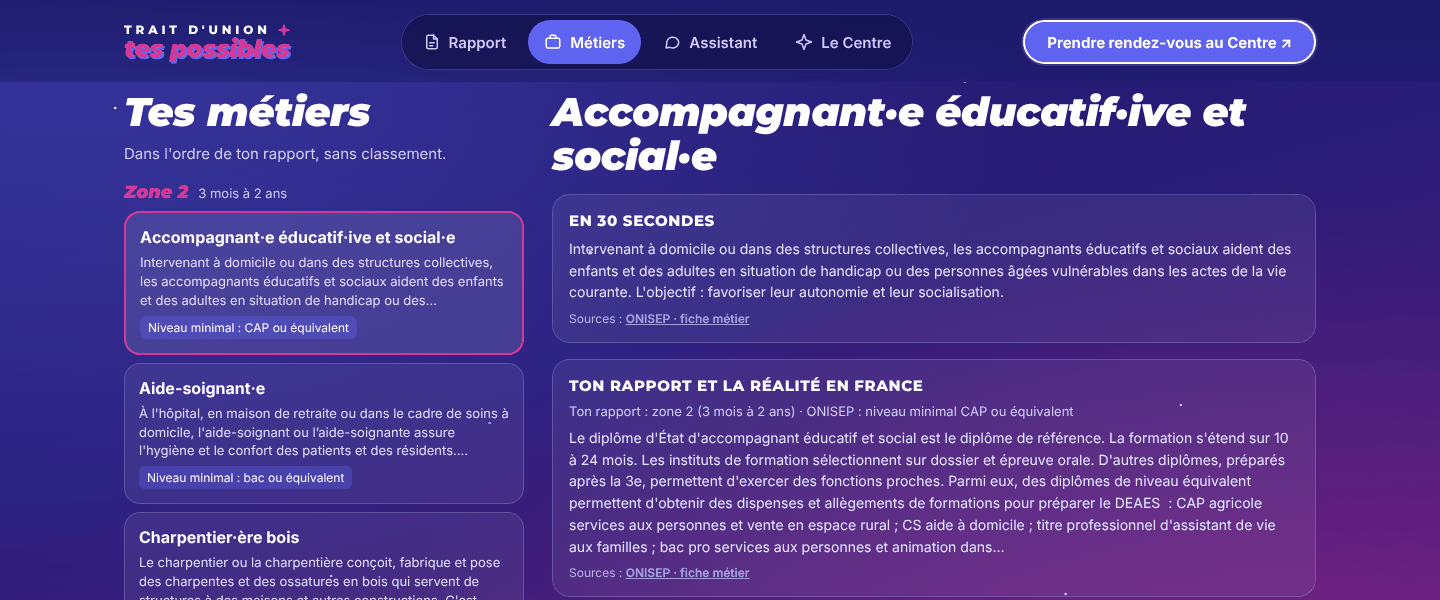 TRAIT D'UNION
tes possibles
Rapport
Métiers
Assistant
Le Centre
Prendre rendez-vous au Centre ↗
Tes métiers
Dans l'ordre de ton rapport, sans classement.
Zone 2 3 mois à 2 ans
Accompagnant·e éducatif·ive et social·e
Intervenant à domicile ou dans des structures collectives,
les accompagnants éducatifs et sociaux aident des enfants
et des adultes en situation de handicap ou des...
Niveau minimal : CAP ou équivalent
Aide-soignant·e
À l'hôpital, en maison de retraite ou dans le cadre de soins à
domicile, l'aide-soignant ou l’aide-soignante assure
l'hygiène et le confort des patients et des résidents....
Niveau minimal : bac ou équivalent
Charpentier·ère bois
Le charpentier ou la charpentière conçoit, fabrique et pose
des charpentes et des ossatures en bois qui servent de
structures à des maisons et autres constructions. C'est
Accompagnant·e éducatif·ive et
social·e
EN 30 SECONDES
Intervenant à domicile ou dans des structures collectives, les accompagnants éducatifs et sociaux aident des
enfants et des adultes en situation de handicap ou des personnes âgées vulnérables dans les actes de la vie
courante. L'objectif : favoriser leur autonomie et leur socialisation.
Sources : ONISEP · fiche métier
TON RAPPORT ET LA RÉALITÉ EN FRANCE
Ton rapport : zone 2 (3 mois à 2 ans) · ONISEP : niveau minimal CAP ou équivalent
Le diplôme d'État d'accompagnant éducatif et social est le diplôme de référence. La formation s'étend sur 10
à 24 mois. Les instituts de formation sélectionnent sur dossier et épreuve orale. D'autres diplômes, préparés
après la 3e, permettent d'exercer des fonctions proches. Parmi eux, des diplômes de niveau équivalent
permettent d'obtenir des dispenses et allègements de formations pour préparer le DEAES : CAP agricole
services aux personnes et vente en espace rural ; CS aide à domicile ; titre professionnel d'assistant de vie
aux familles ; bac pro services aux personnes et animation dans...
Sources : ONISEP · fiche métier